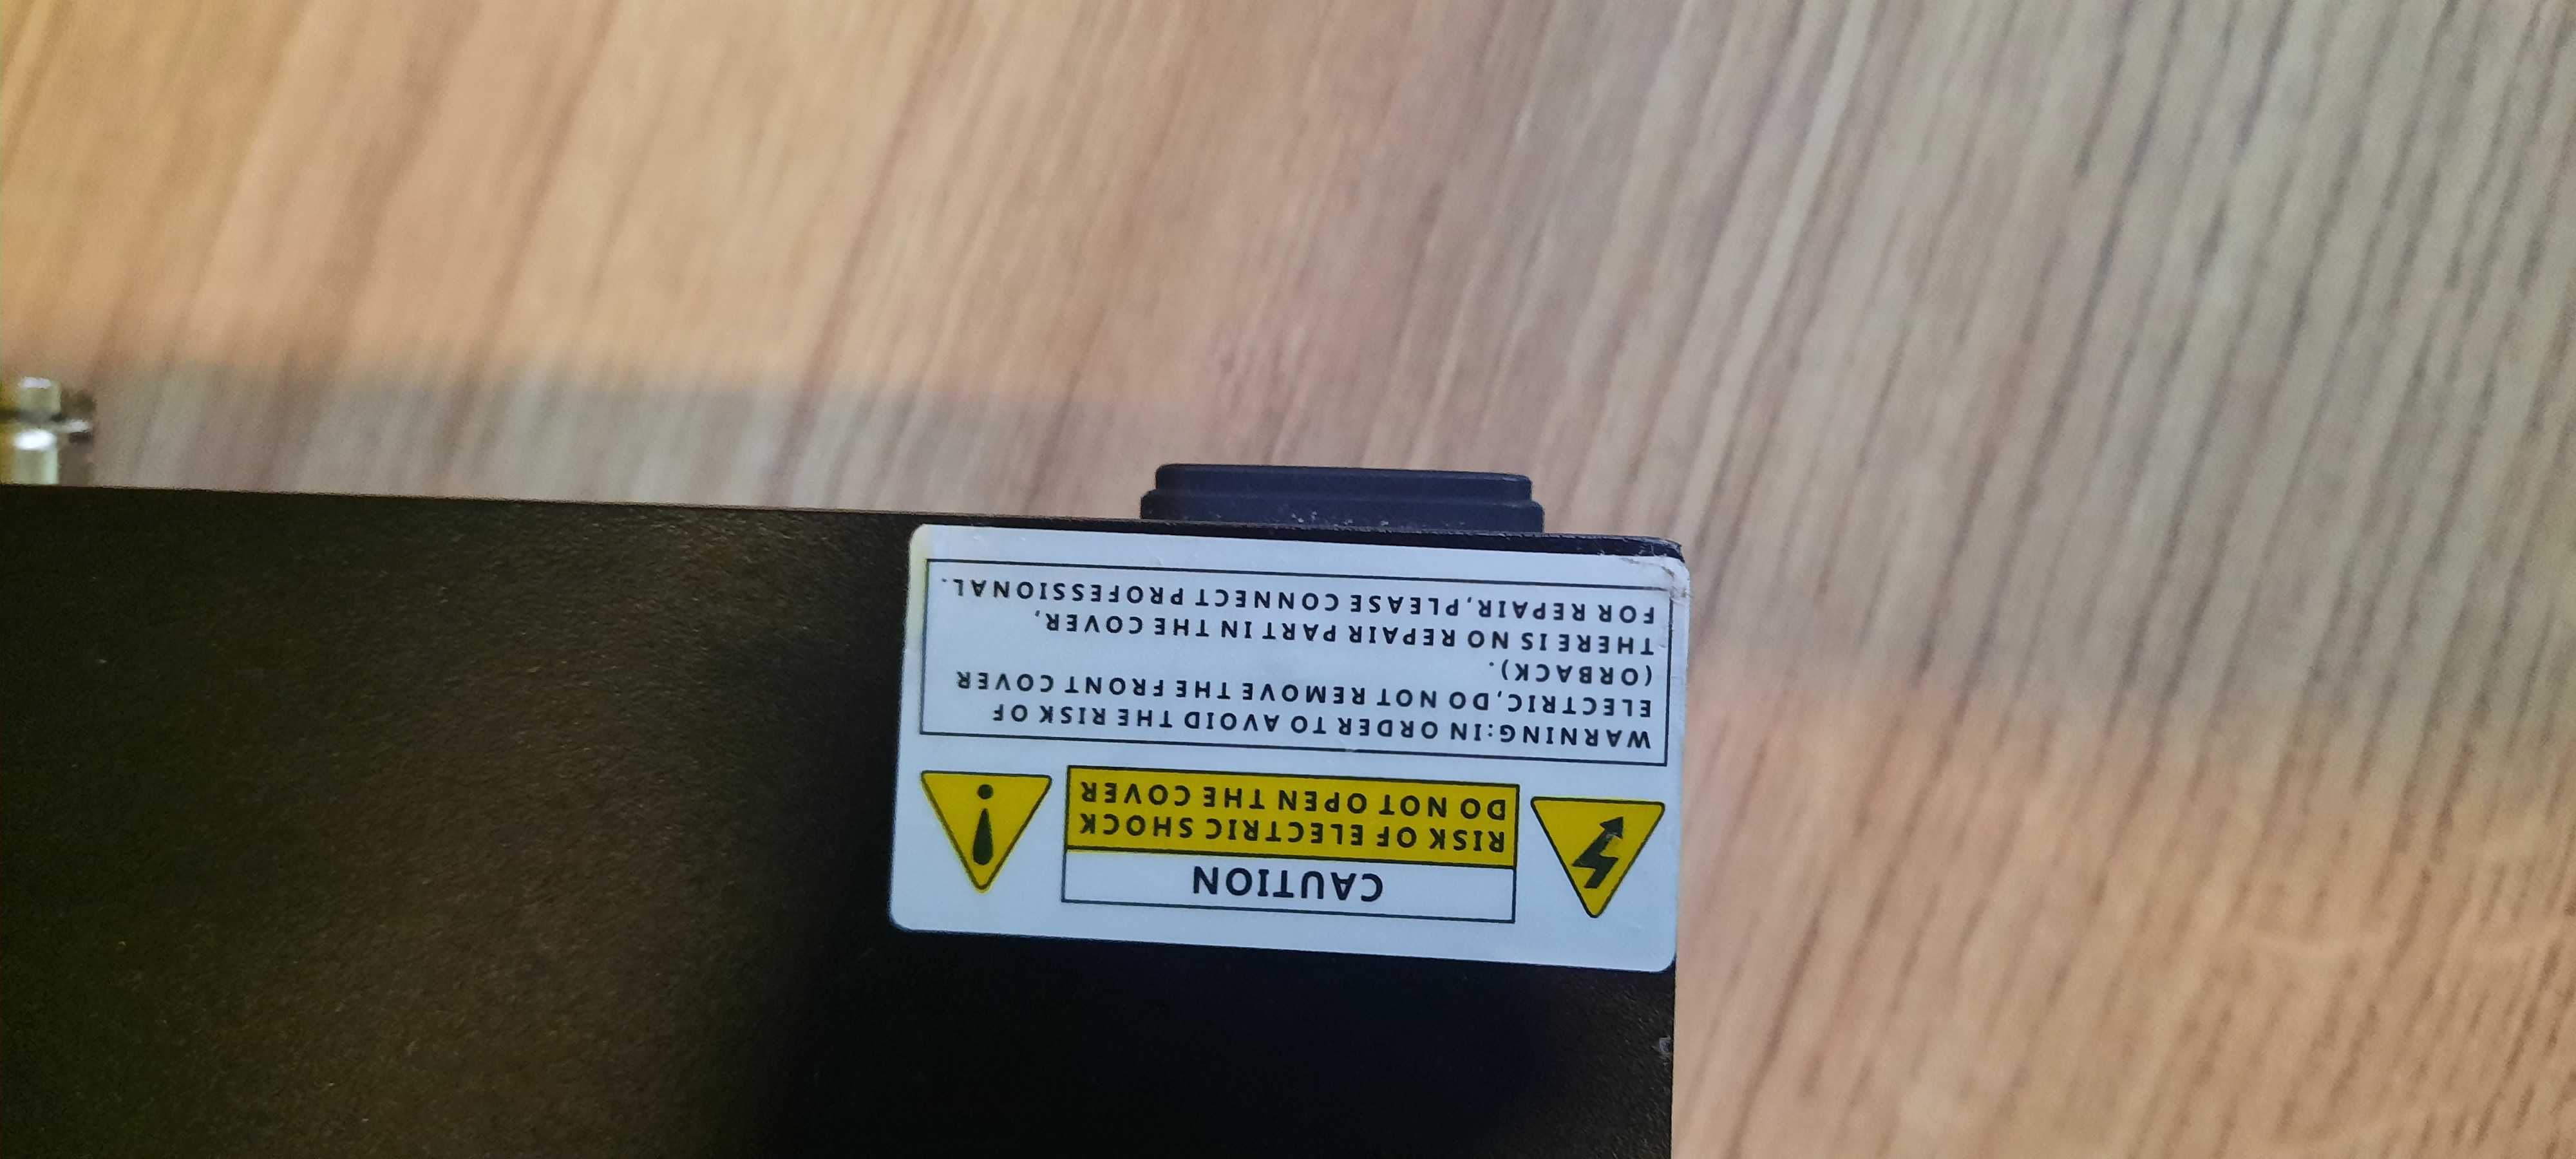 CAUTION
RISK OF ELECTRIC SHOCK
DO NOT OPEN THE COVER
WARNING:IN ORDER TO AVOID THE RISK OF
ELECTRIC, DO NOT REMOVE THE FRONT COVER
(ORBACK).
THERE IS NO REPAIR PART IN THE COVER,
FOR REPAIR, PLEASE CONNECT PROFESSIONAL.